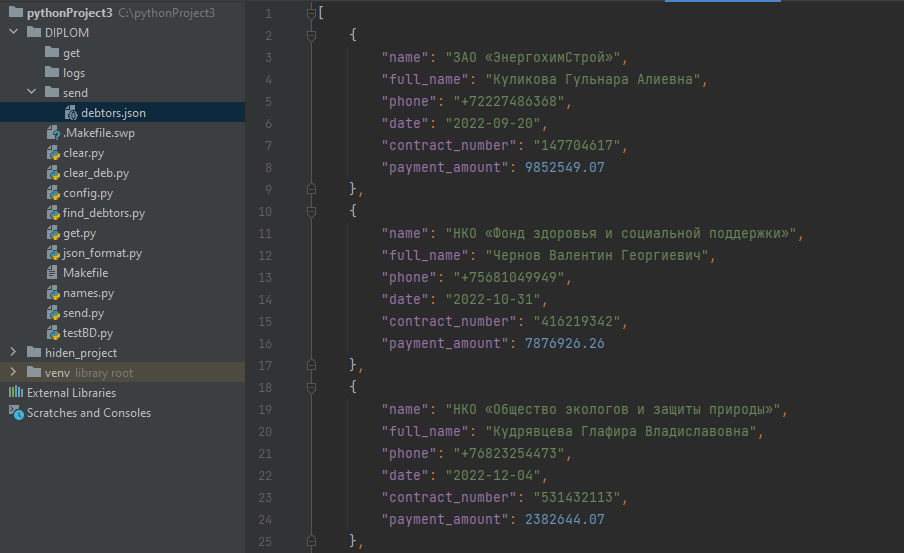 pythonProject3 C:\pythonProject3
DIPLOM
get
logs
send
debtors.json
.Makefile.swp
clear.py
clear_deb.py
config.py
find_debtors.py
get.py
json_format.py
Makefile
names.py
send.py
testBD.py
hiden_project
venv library root
External Libraries
Scratches and Consoles
1 [
2 {
3 "name": "ЗАО «ЭнергохимСтрой»",
4 "full_name": "Куликова Гульнара Алиевна",
5 "phone": "+72227486368",
6 "date": "2022-09-20",
7 "contract_number": "147704617",
8 "payment_amount": 9852549.07
9 },
10 {
11 "name": "НКО «Фонд здоровья и социальной поддержки»",
12 "full_name": "Чернов Валентин Георгиевич",
13 "phone": "+75681049949",
14 "date": "2022-10-31",
15 "contract_number": "416219342",
16 "payment_amount": 7876926.26
17 },
18 {
19 "name": "НКО «Общество экологов и защиты природы»",
20 "full_name": "Кудрявцева Глафира Владиславовна",
21 "phone": "+76823254473",
22 "date": "2022-12-04",
23 "contract_number": "531432113",
24 "payment_amount": 2382644.07
25 },